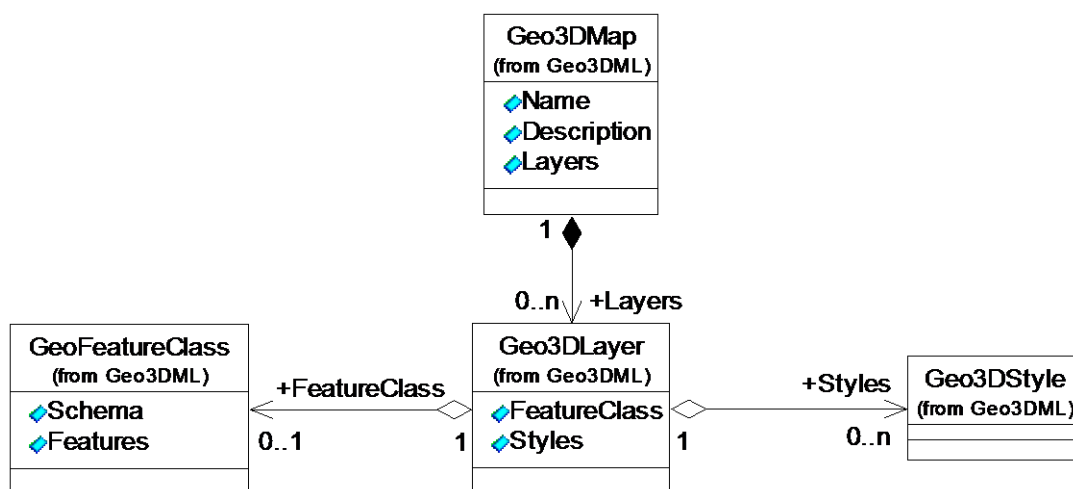 Geo3DMap
(from Geo3DML)
Name
Description
Layers
1
0..n +Layers
GeoFeatureClass
(from Geo3DML)
Schema
Features
+FeatureClass
0..1
1
Geo3DLayer
(from Geo3DML)
FeatureClass
Styles
1
+Styles
0..n
Geo3DStyle
(from Geo3DML)